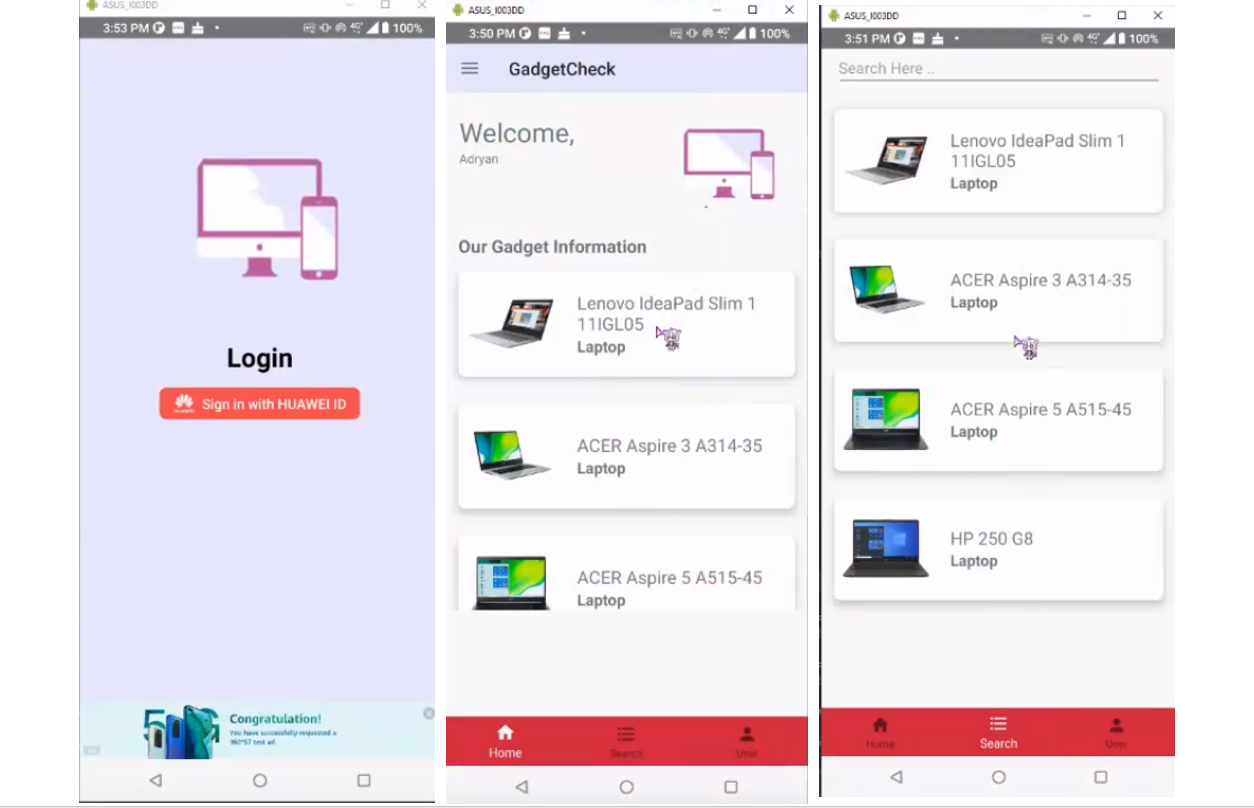 ASUS_I003DD
3:53 PM
100%
Login
Sign in with HUAWEI ID
Congratulation!
You have successfully requested a
360*57 test ad.
ASUS_I003DD
3:50 PM
4G+
100%
GadgetCheck
Welcome,
Adryan
Our Gadget Information
Lenovo IdeaPad Slim 1
11IGL05
Laptop
ACER Aspire 3 A314-35
Laptop
ACER Aspire 5 A515-45
Laptop
Home
Search
User
ASUS_I003DD
3:51 PM
100%
Search Here ..
Lenovo IdeaPad Slim 1
11IGL05
Laptop
ACER Aspire 3 A314-35
Laptop
ACER Aspire 5 A515-45
Laptop
HP 250 G8
Laptop
Home
Search
User